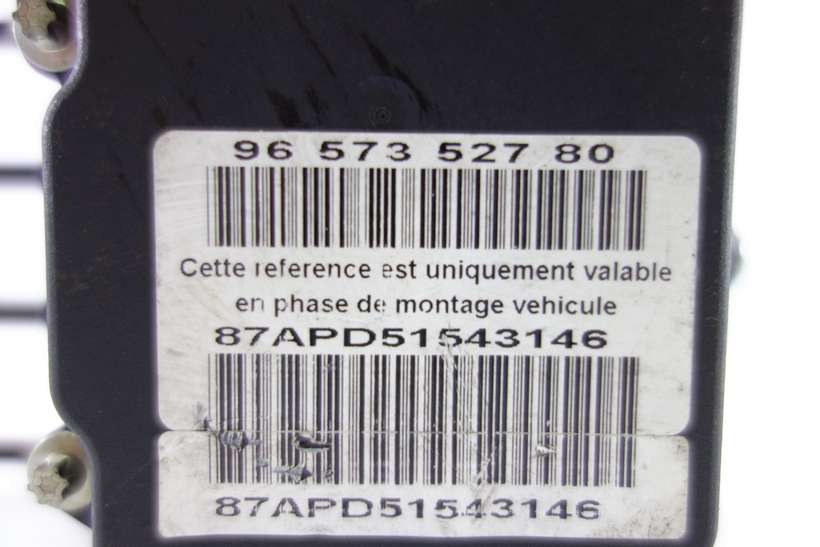 96 573 527 80
Cette reference est uniquement valable
en phase de montage vehicule
87APD51543146
87APD51543146